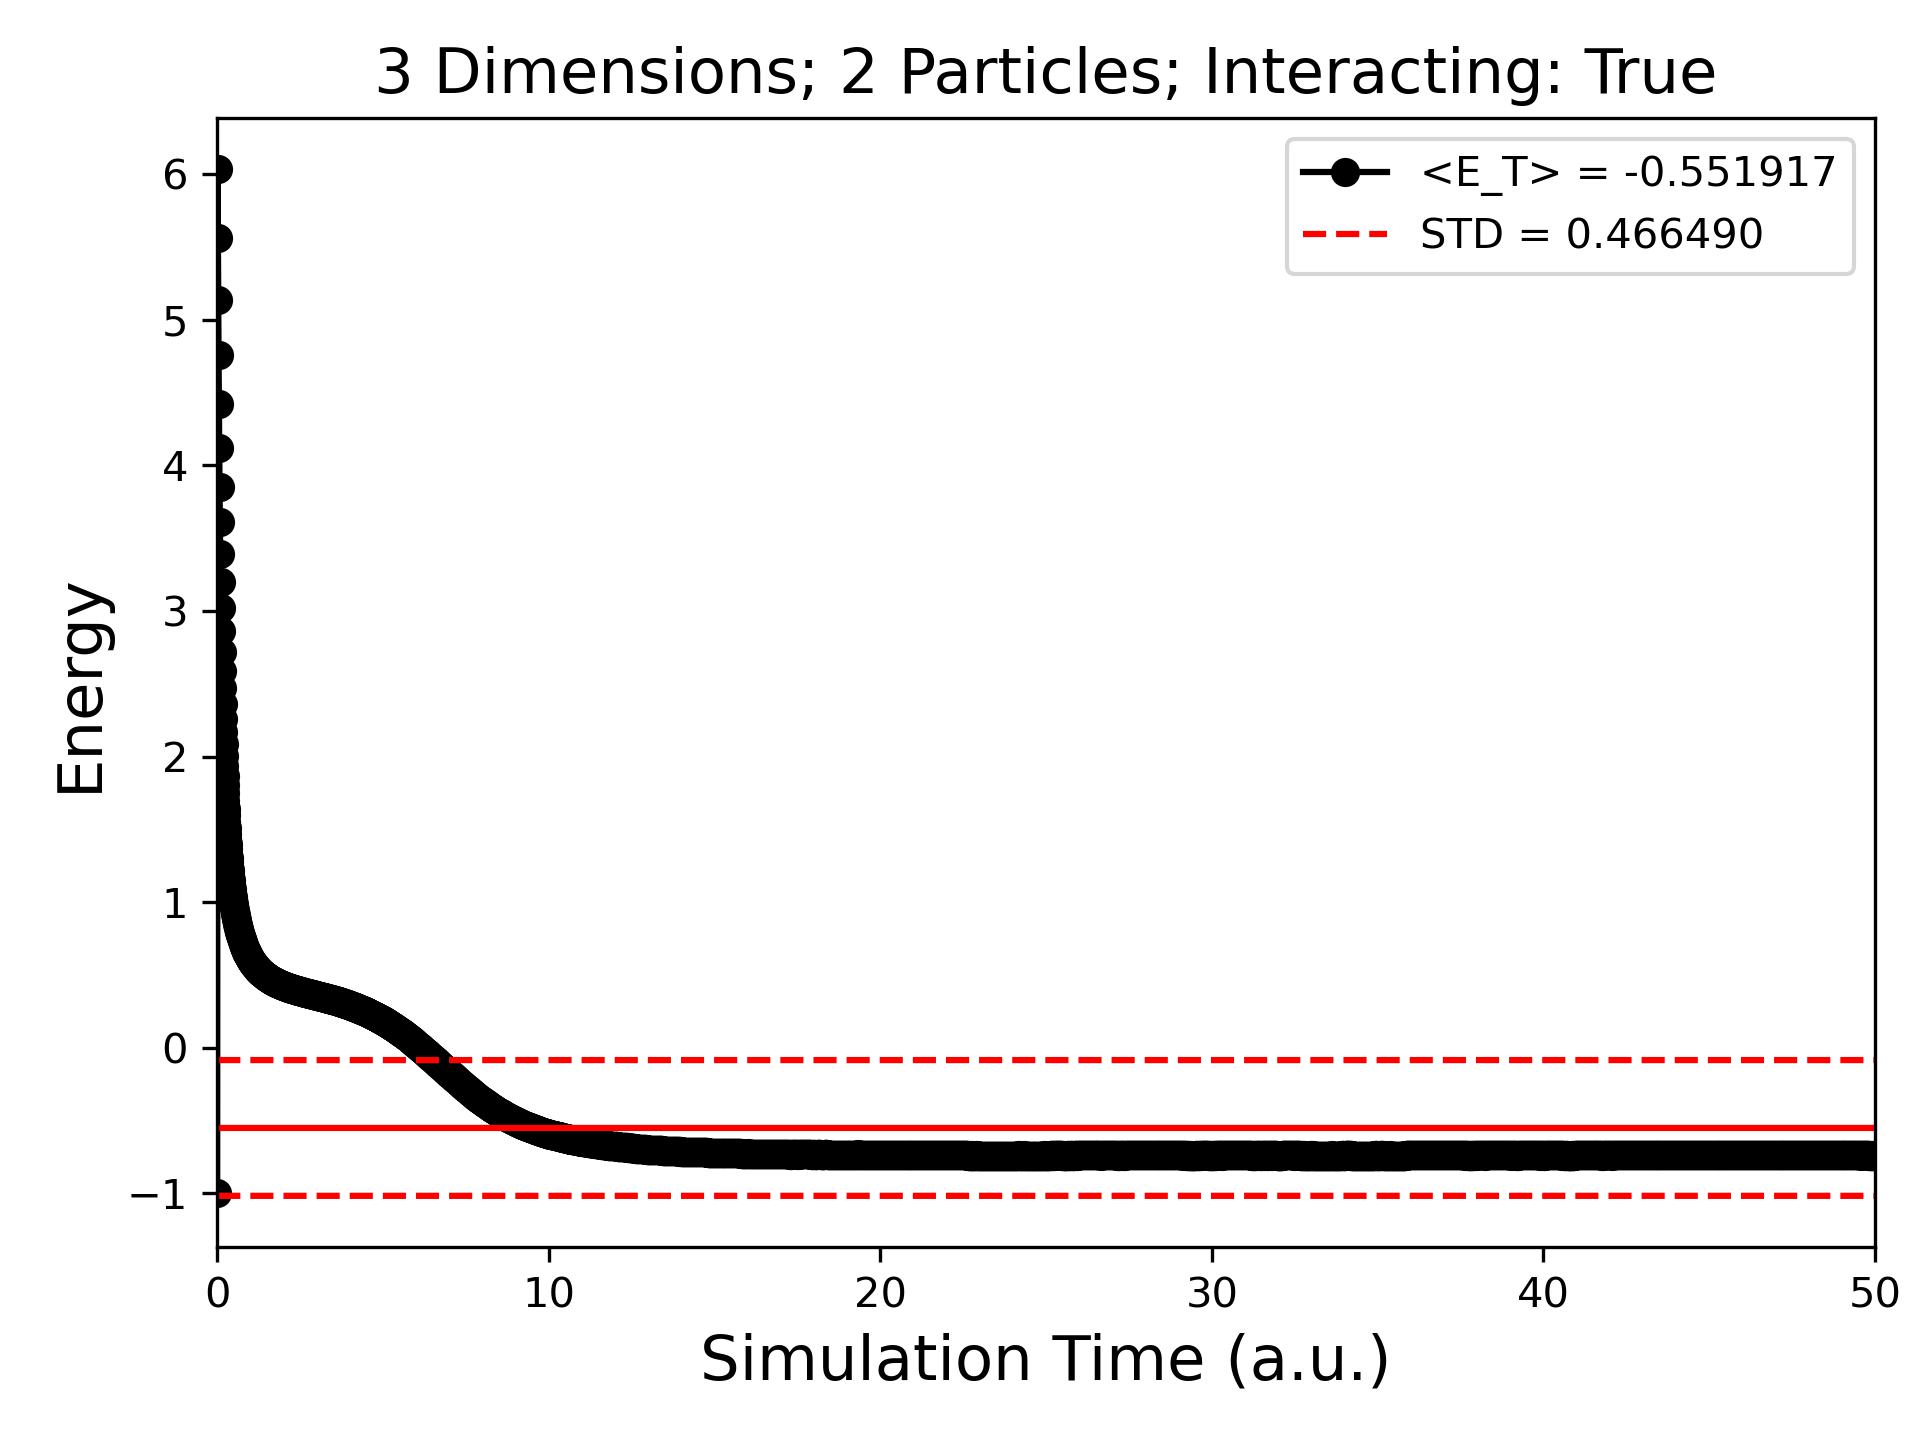 3 Dimensions; 2 Particles; Interacting: True
<E_T> = -0.551917
STD = 0.466490
Energy
6
5
4
3
2
1
0
−1
0 10 20 30 40 50
Simulation Time (a.u.)